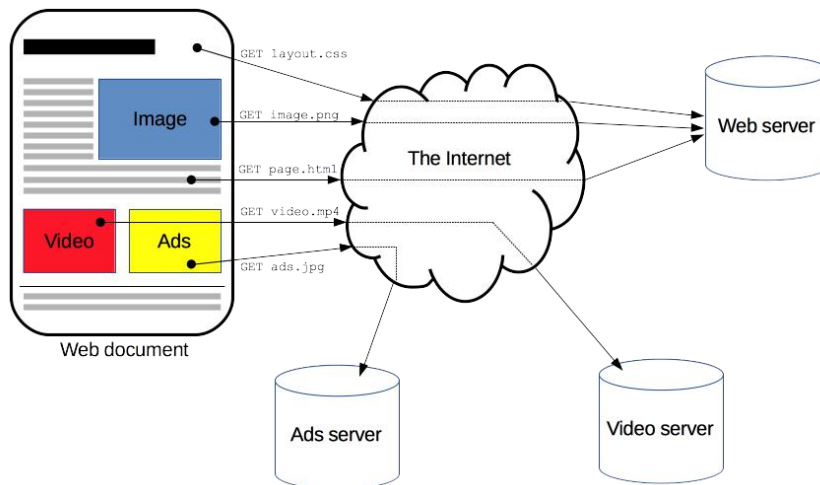 GET layout.css
Image
GET image.png
The Internet
Web server
GET page.html
GET video.mp4
Video
Ads
GET ads.jpg
Web document
Ads server
Video server